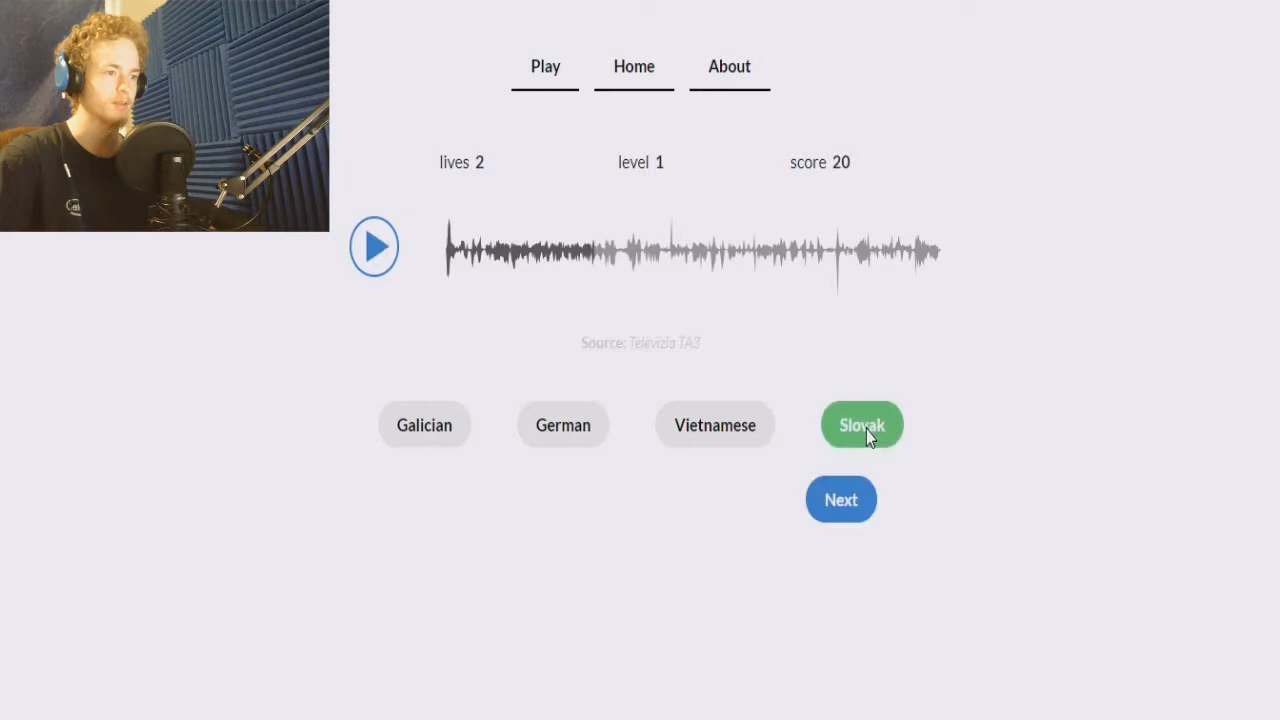 Play Home About
lives 2 level 1 score 20
Source: Televízia TA3
Galician German Vietnamese Slovak
Next